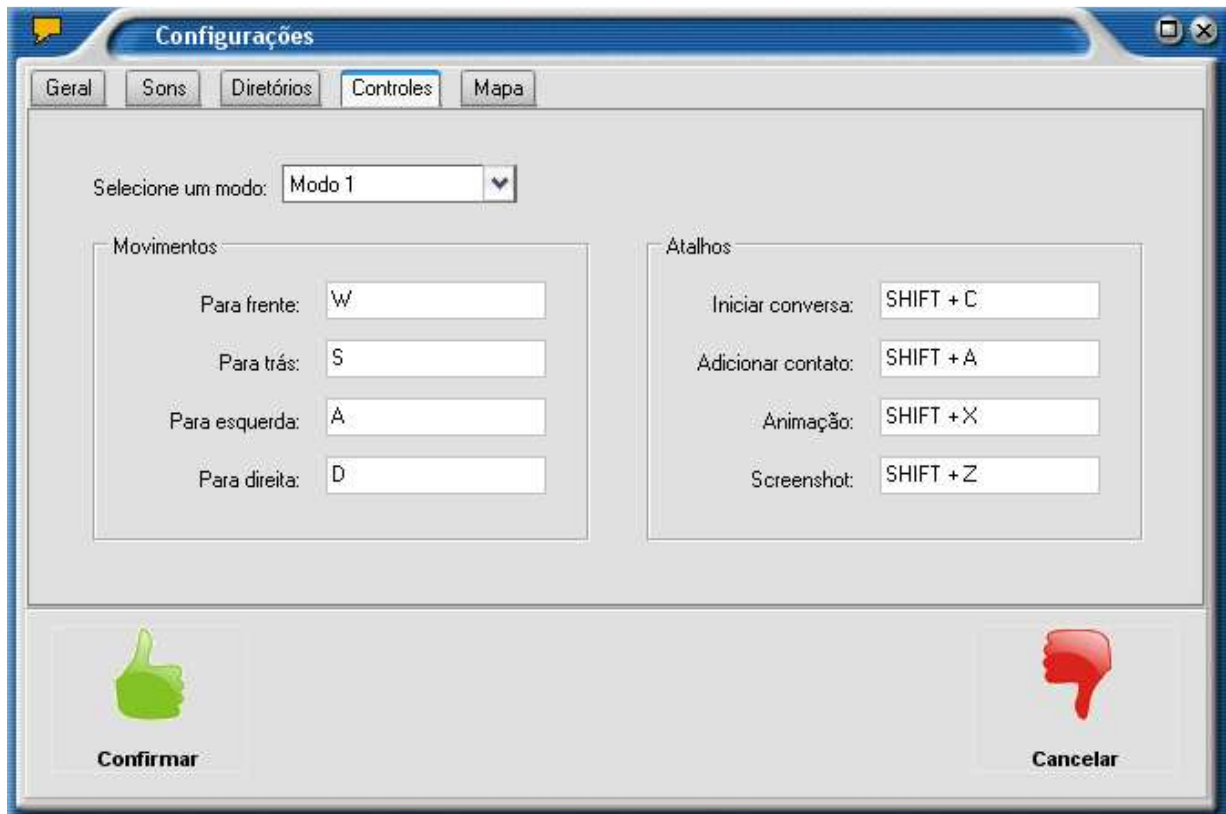 Configurações
Geral Sons Diretórios Controles Mapa
Selecione um modo: Modo 1
Movimentos
Para frente: W
Para trás: S
Para esquerda: A
Para direita: D
Atalhos
Iniciar conversa: SHIFT + C
Adicionar contato: SHIFT + A
Animação: SHIFT + X
Screenshot: SHIFT + Z
Confirmar
Cancelar